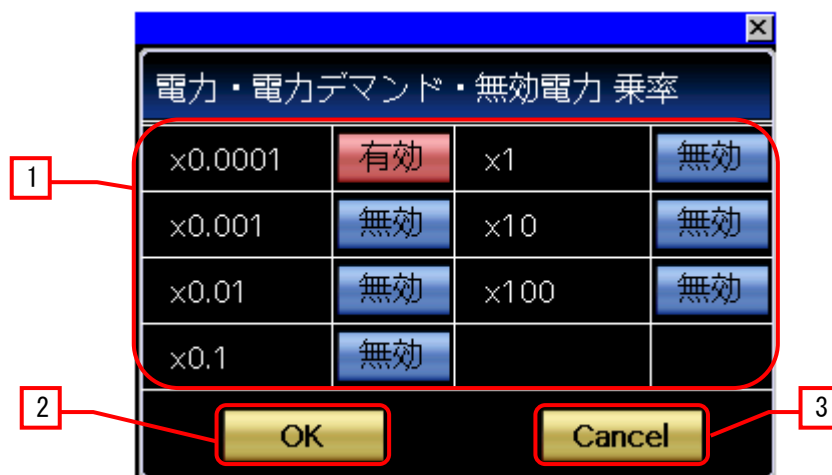 電力・電力デマンド・無効電力 乗率
x0.0001 有効 x1 無効
1
x0.001 無効 x10 無効
x0.01 無効 x100 無効
x0.1 無効
2 OK Cancel 3